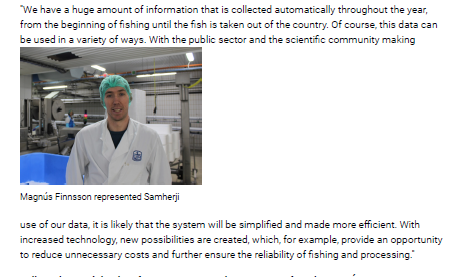 "We have a huge amount of information that is collected automatically throughout the year,
from the beginning of fishing until the fish is taken out of the country. Of course, this data can
be used in a variety of ways. With the public sector and the scientific community making
Magnús Finnsson represented Samherji
use of our data, it is likely that the system will be simplified and made more efficient. With
increased technology, new possibilities are created, which, for example, provide an opportunity
to reduce unnecessary costs and further ensure the reliability of fishing and processing."